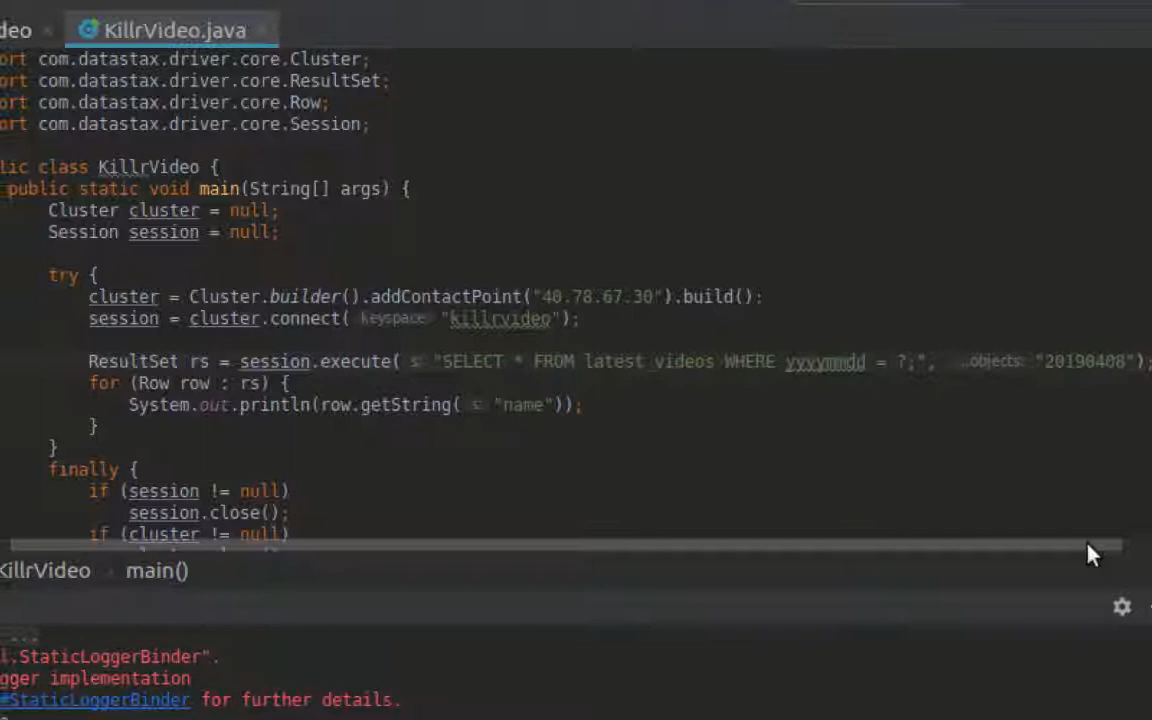 deo KillrVideo.java
ort com.datastax.driver.core.Cluster;
ort com.datastax.driver.core.ResultSet;
ort com.datastax.driver.core.Row;
ort com.datastax.driver.core.Session;
lic class KillrVideo {
public static void main(String[] args) {
Cluster cluster = null;
Session session = null;
try {
cluster = Cluster.builder().addContactPoint("40.78.67.30").build();
session = cluster.connect( keyspace: "killrvideo");
ResultSet rs = session.execute( s: "SELECT * FROM latest_videos WHERE yyyymmdd = ?;", ...objects: "20190408");
for (Row row : rs) {
System.out.println(row.getString( s: "name"));
}
}
finally {
if (session != null)
session.close();
if (cluster != null)
KillrVideo main()
...
l.StaticLoggerBinder".
gger implementation
#StaticLoggerBinder for further details.